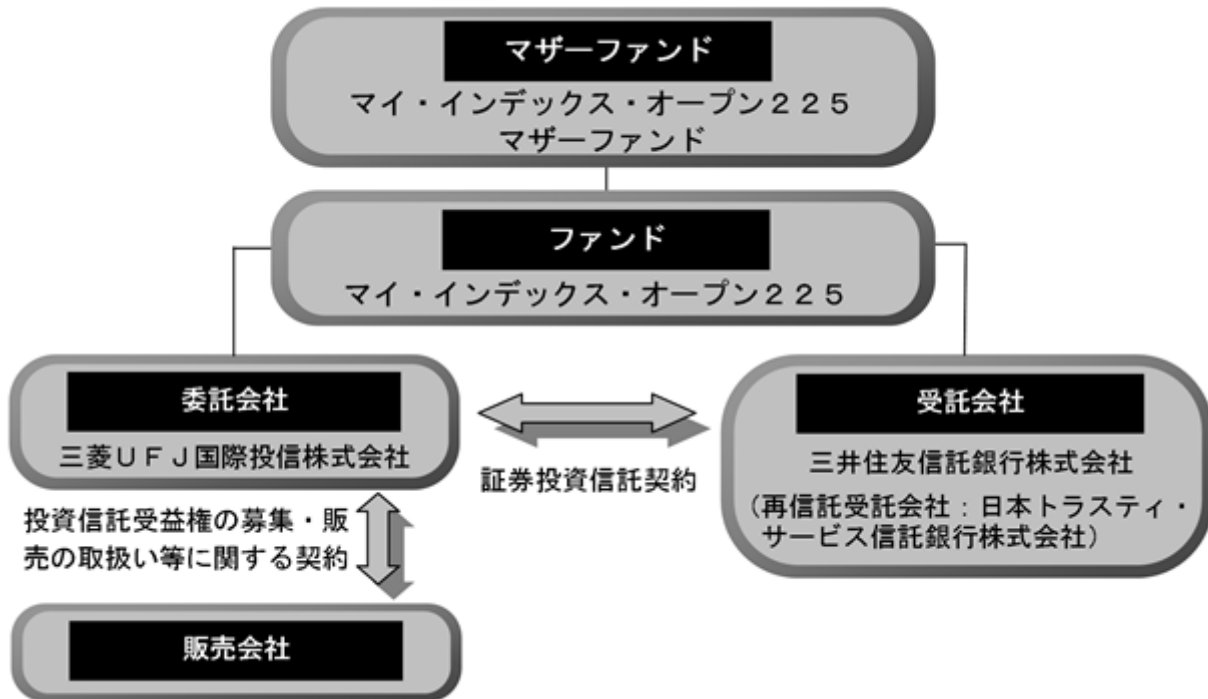 マザーファンド
マイ・インデックス・オープン２２５
マザーファンド
ファンド
マイ・インデックス・オープン２２５
委託会社
三菱ＵＦＪ国際投信株式会社
証券投資信託契約
受託会社
三井住友信託銀行株式会社
（再信託受託会社：日本トラスティ・
サービス信託銀行株式会社）
投資信託受益権の募集・販
売の取扱い等に関する契約
販売会社